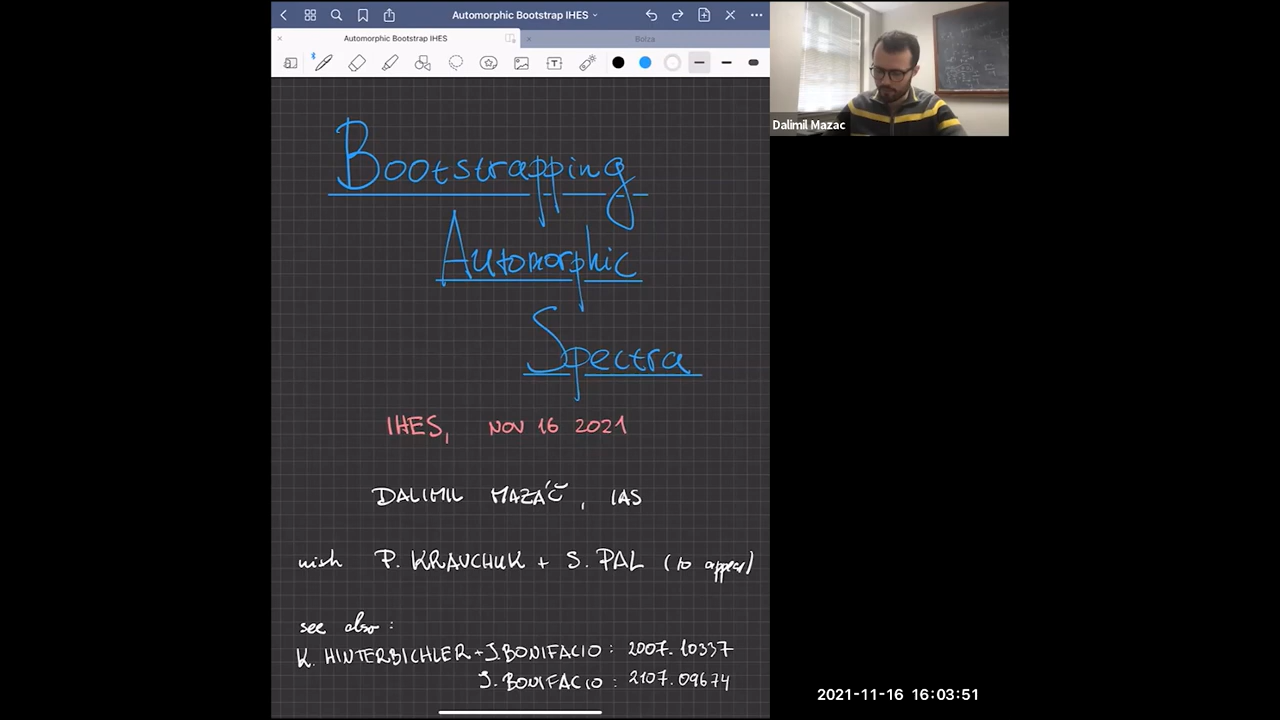 Automorphic Bootstrap IHES
Automorphic Bootstrap IHES
Bolza
Bootstrapping
Automorphic
Spectra
IHES, NOV 16 2021
DALIMIL MAZÁČ, IAS
with P. KRAVCHUK + S. PAL (to appear)
see also:
K. HINTERBICHLER + J. BONIFACIO: 2007.10337
J. BONIFACIO: 2107.09674
Dalimil Mazac
2021-11-16 16:03:51